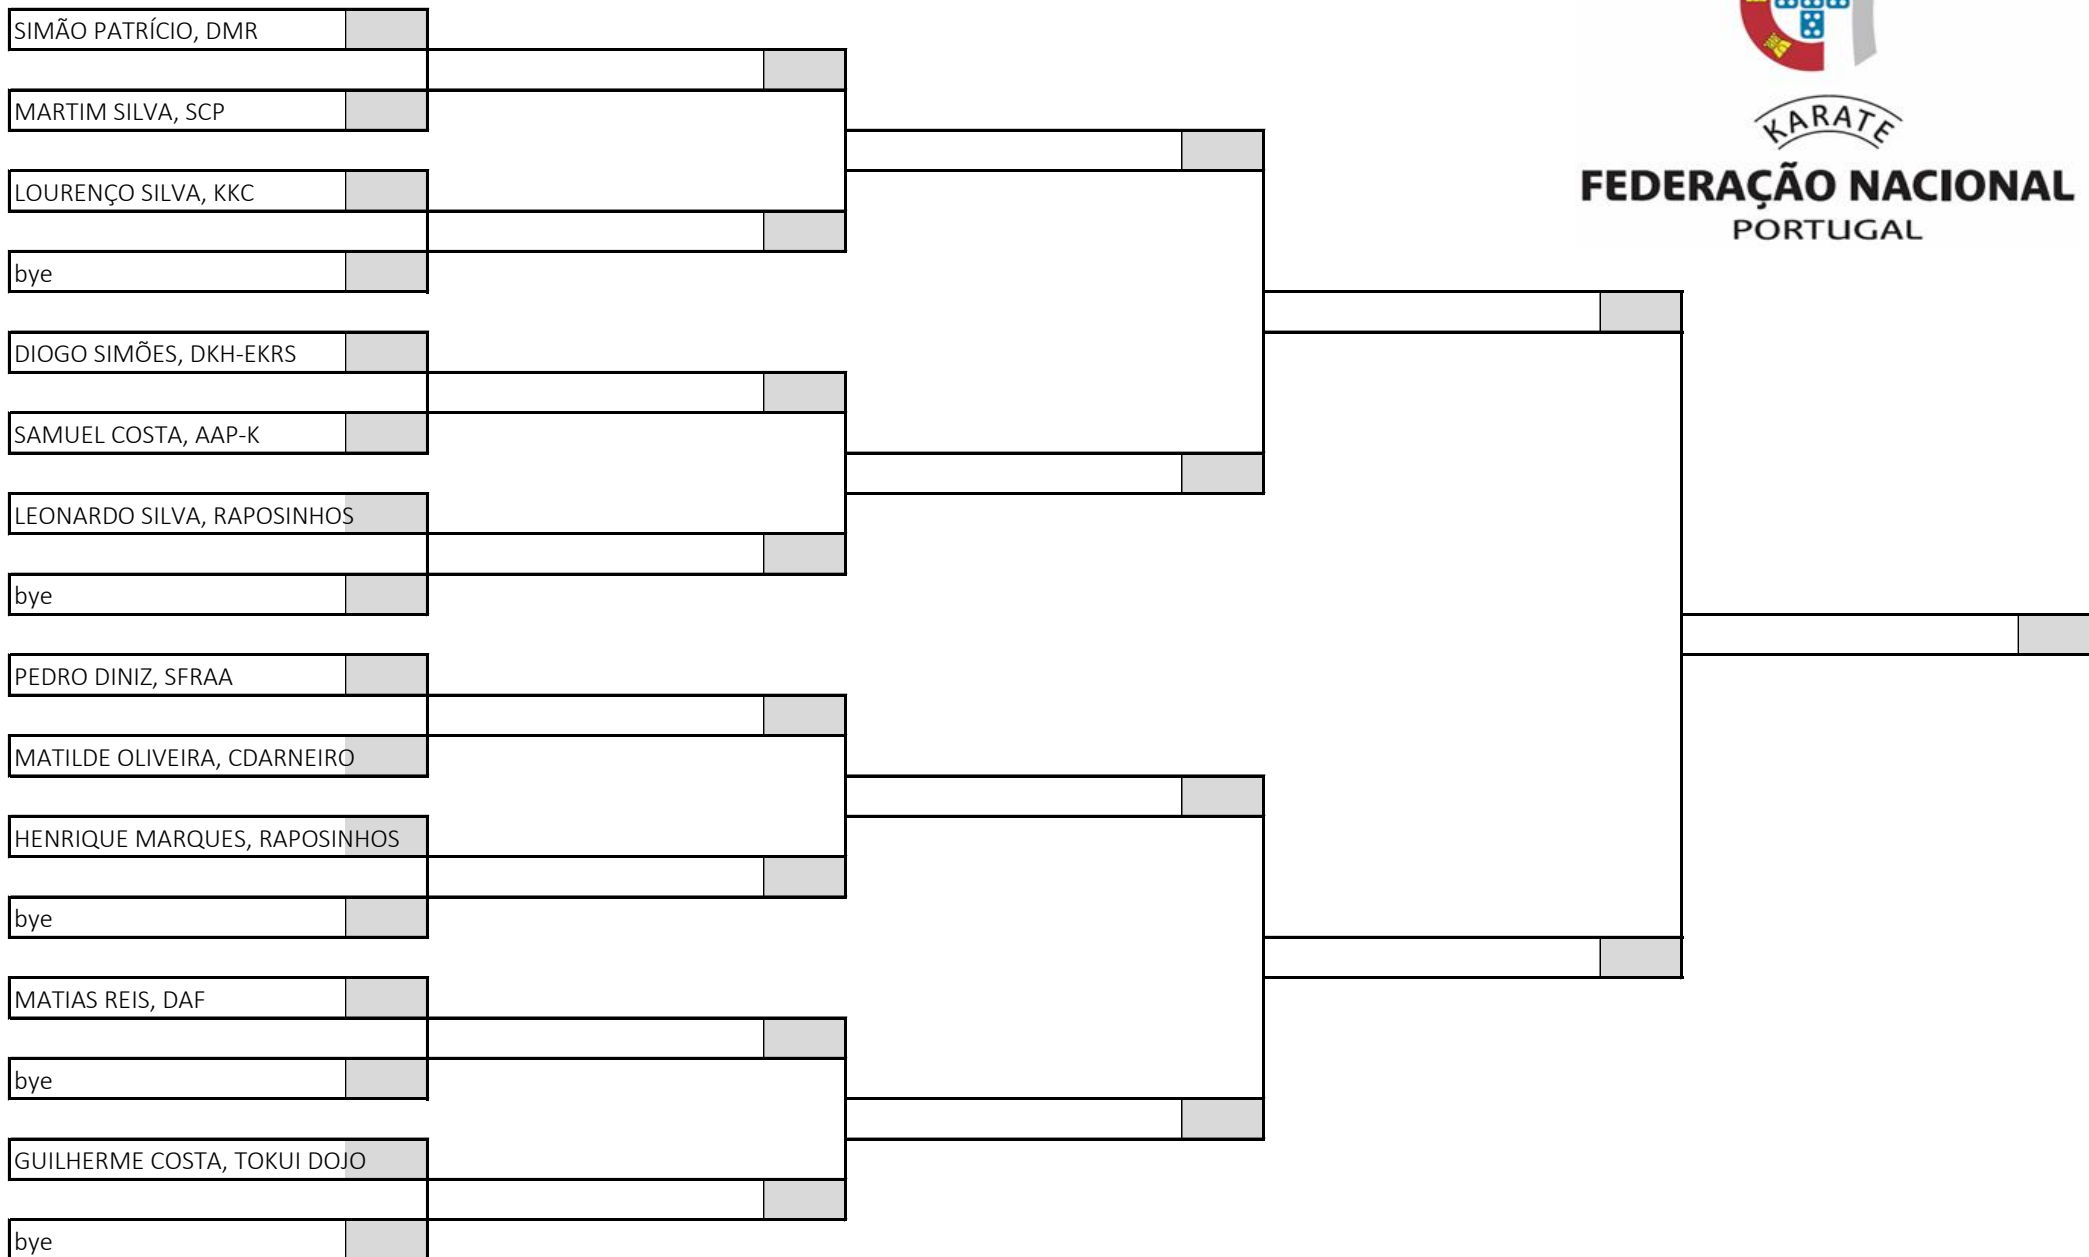 SIMÃO PATRÍCIO, DMR
MARTIM SILVA, SCP
LOURENÇO SILVA, KKC
bye
DIOGO SIMÕES, DKH-EKRS
SAMUEL COSTA, AAP-K
LEONARDO SILVA, RAPOSINHOS
bye
PEDRO DINIZ, SFRAA
MATILDE OLIVEIRA, CDARNEIRO
HENRIQUE MARQUES, RAPOSINHOS
bye
MATIAS REIS, DAF
bye
GUILHERME COSTA, TOKUI DOJO
bye
KARATE
FEDERAÇÃO NACIONAL
PORTUGAL